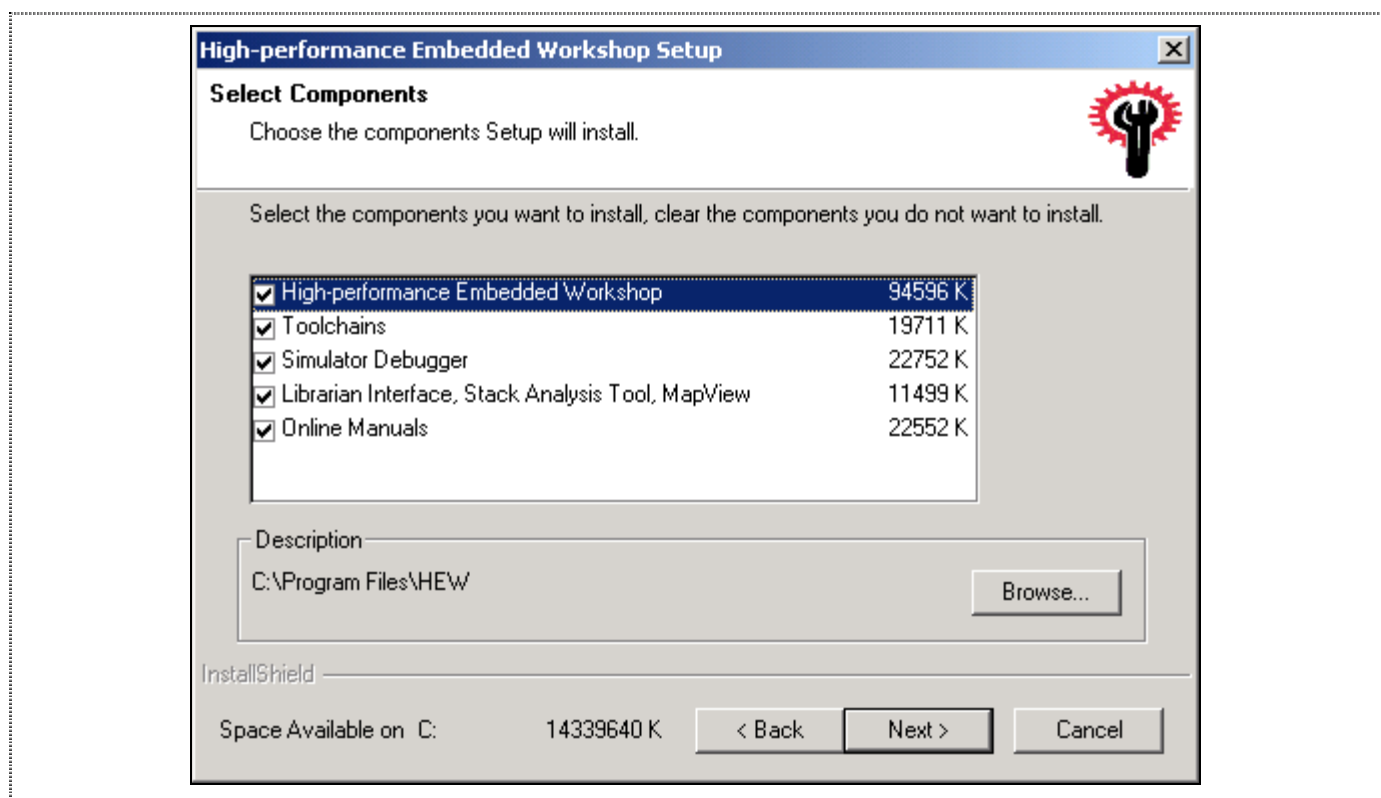 High-performance Embedded Workshop Setup
Select Components
Choose the components Setup will install.
Select the components you want to install, clear the components you do not want to install.
High-performance Embedded Workshop 94596 K
Toolchains 19711 K
Simulator Debugger 22752 K
Librarian Interface, Stack Analysis Tool, MapView 11499 K
Online Manuals 22552 K
Description
C:\Program Files\HEW
Browse...
InstallShield
Space Available on C: 14339640 K < Back Next > Cancel